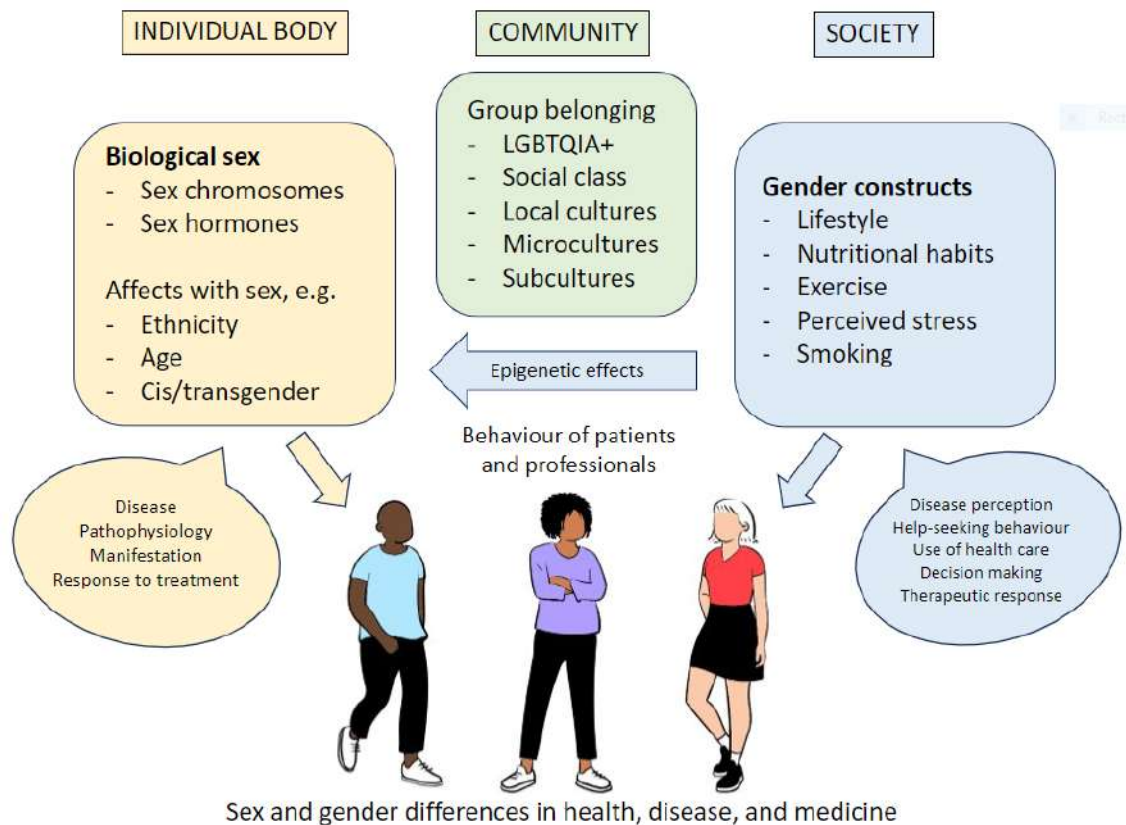 INDIVIDUAL BODY
COMMUNITY
SOCIETY
Biological sex
- Sex chromosomes
- Sex hormones
Affects with sex, e.g.
- Ethnicity
- Age
- Cis/transgender
Group belonging
- LGBTQIA+
- Social class
- Local cultures
- Microcultures
- Subcultures
Gender constructs
- Lifestyle
- Nutritional habits
- Exercise
- Perceived stress
- Smoking
Epigenetic effects
Behaviour of patients
and professionals
Disease
Pathophysiology
Manifestation
Response to treatment
Disease perception
Help-seeking behaviour
Use of health care
Decision making
Therapeutic response
Sex and gender differences in health, disease, and medicine